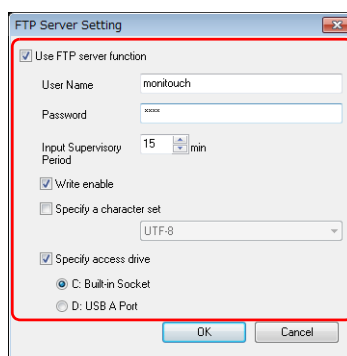 FTP Server Setting
Use FTP server function
User Name monitouch
Password ****
Input Supervisory Period 15 min
Write enable
Specify a character set
UTF-8
Specify access drive
C: Built-in Socket
D: USB A Port
OK Cancel